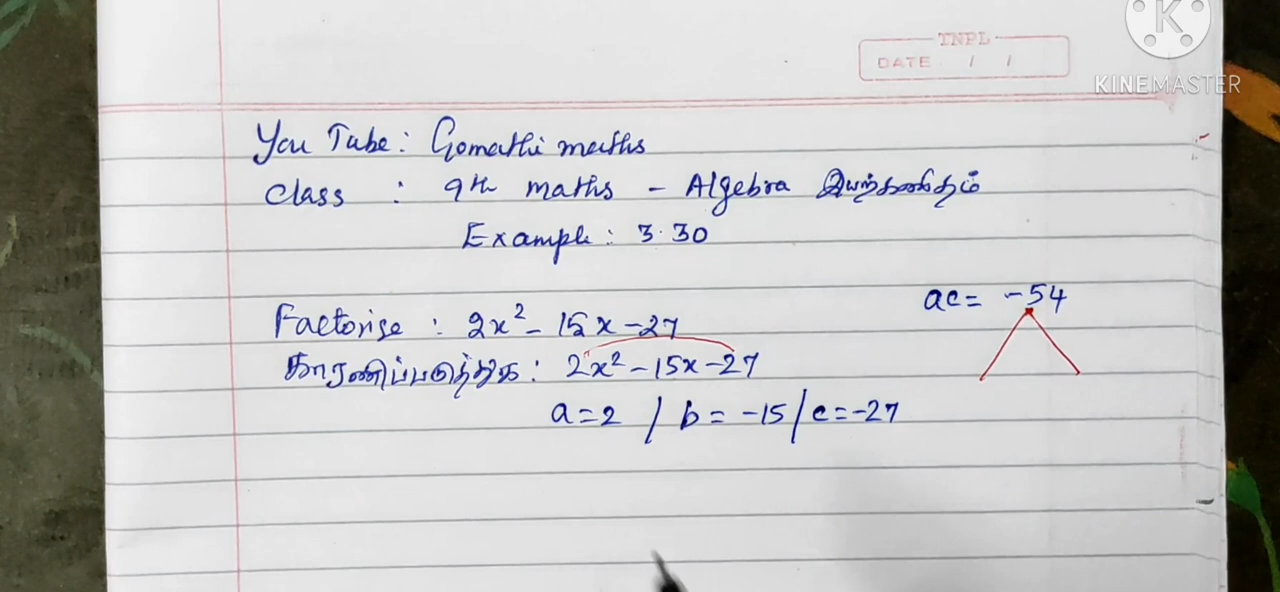 TNPL
DATE / /
K
KINEMASTER
You Tube : Gomathi maths
Class : 9th maths - Algebra இயற்கணிதம்
Example : 3.30
ac = -54
Factorise : 2x² - 15x - 27
காரணிப்படுத்துக : 2x² - 15x - 27
a = 2 / b = -15 / c = -27